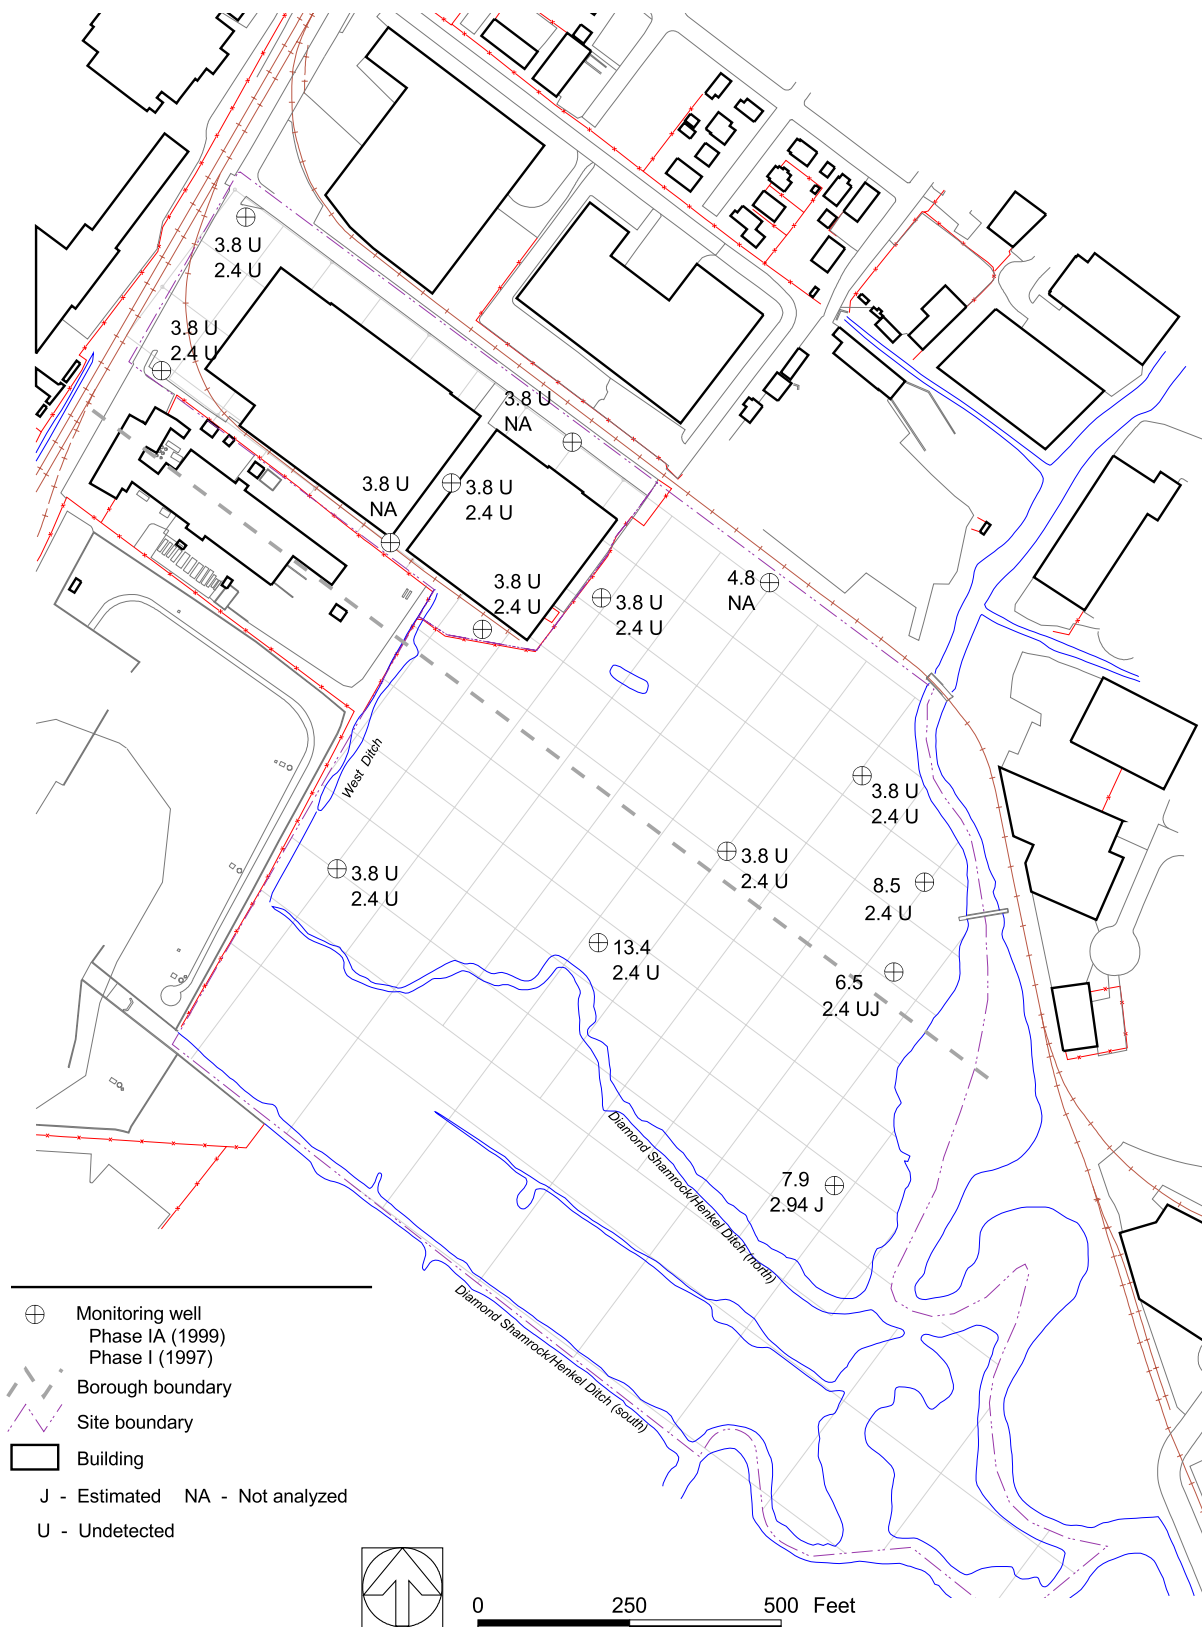 3.8 U
2.4 U
3.8 U
2.4 U
3.8 U
NA
3.8 U
NA
3.8 U
2.4 U
3.8 U
2.4 U
3.8 U
2.4 U
4.8
NA
West Ditch
3.8 U
2.4 U
3.8 U
2.4 U
3.8 U
2.4 U
8.5
2.4 U
13.4
2.4 U
6.5
2.4 UJ
7.9
2.94 J
Diamond Shamrock/Henkel Ditch (north)
Diamond Shamrock/Henkel Ditch (south)
Monitoring well
Phase IA (1999)
Phase I (1997)
Borough boundary
Site boundary
Building
J - Estimated NA - Not analyzed
U - Undetected
0 250 500 Feet